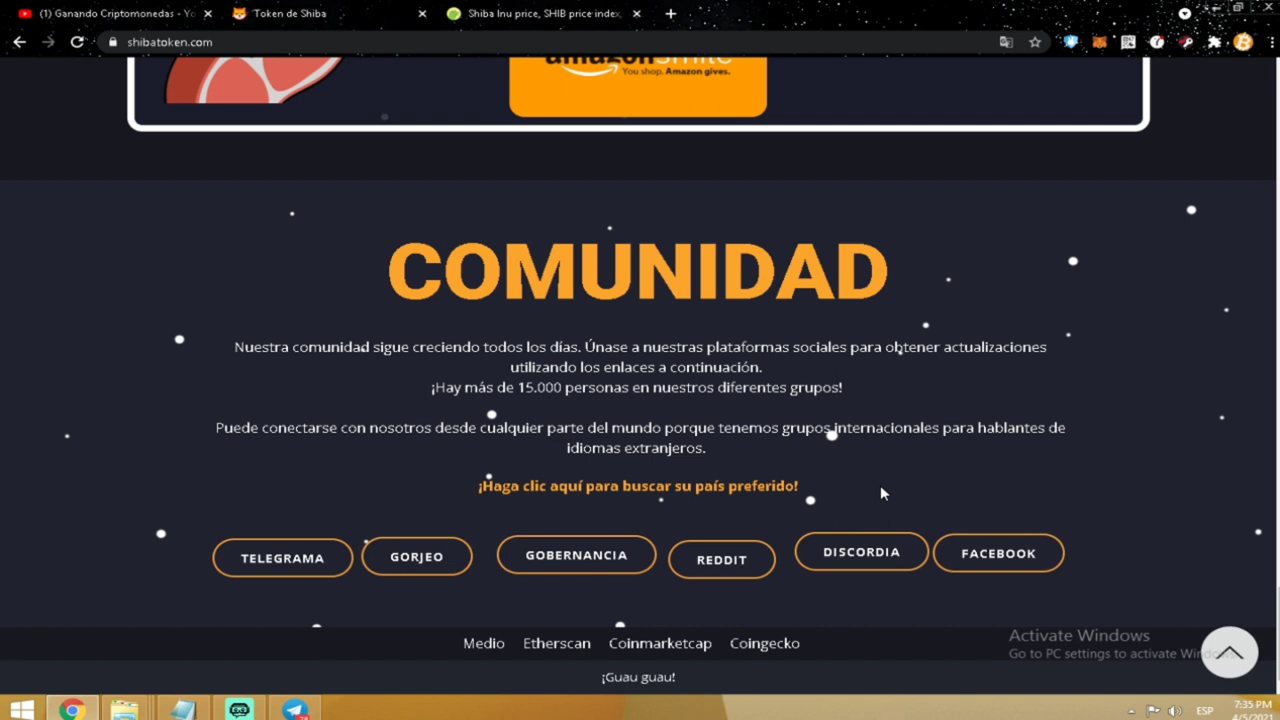 (1) Ganando Criptomonedas - Yo
Token de Shiba
Shiba Inu price, SHIB price index,
shibatoken.com
amazonsmile
You shop. Amazon gives.
COMUNIDAD
Nuestra comunidad sigue creciendo todos los días. Únase a nuestras plataformas sociales para obtener actualizaciones
utilizando los enlaces a continuación.
¡Hay más de 15.000 personas en nuestros diferentes grupos!
Puede conectarse con nosotros desde cualquier parte del mundo porque tenemos grupos internacionales para hablantes de
idiomas extranjeros.
¡Haga clic aquí para buscar su país preferido!
TELEGRAMA
GORJEO
GOBERNANCIA
REDDIT
DISCORDIA
FACEBOOK
Medio Etherscan Coinmarketcap Coingecko
Activate Windows
Go to PC settings to activate Windows.
¡Guau guau!
ESP
7:35 PM
4/5/2021